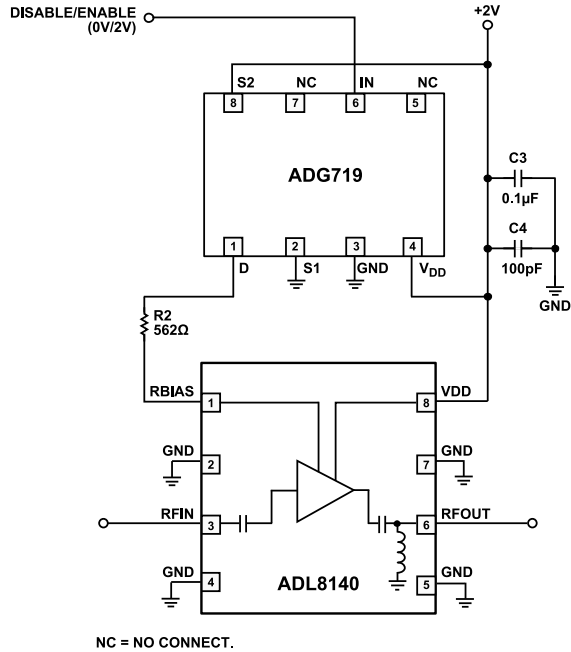 DISABLE/ENABLE
(0V/2V)
+2V
S2
NC
IN
NC
8
7
6
5
ADG719
C3
0.1µF
C4
100pF
GND
1
2
3
4
D
S1
GND
VDD
R2
562Ω
RBIAS
1
8
VDD
GND
2
7
GND
RFIN
3
6
RFOUT
GND
4
5
GND
ADL8140
NC = NO CONNECT.